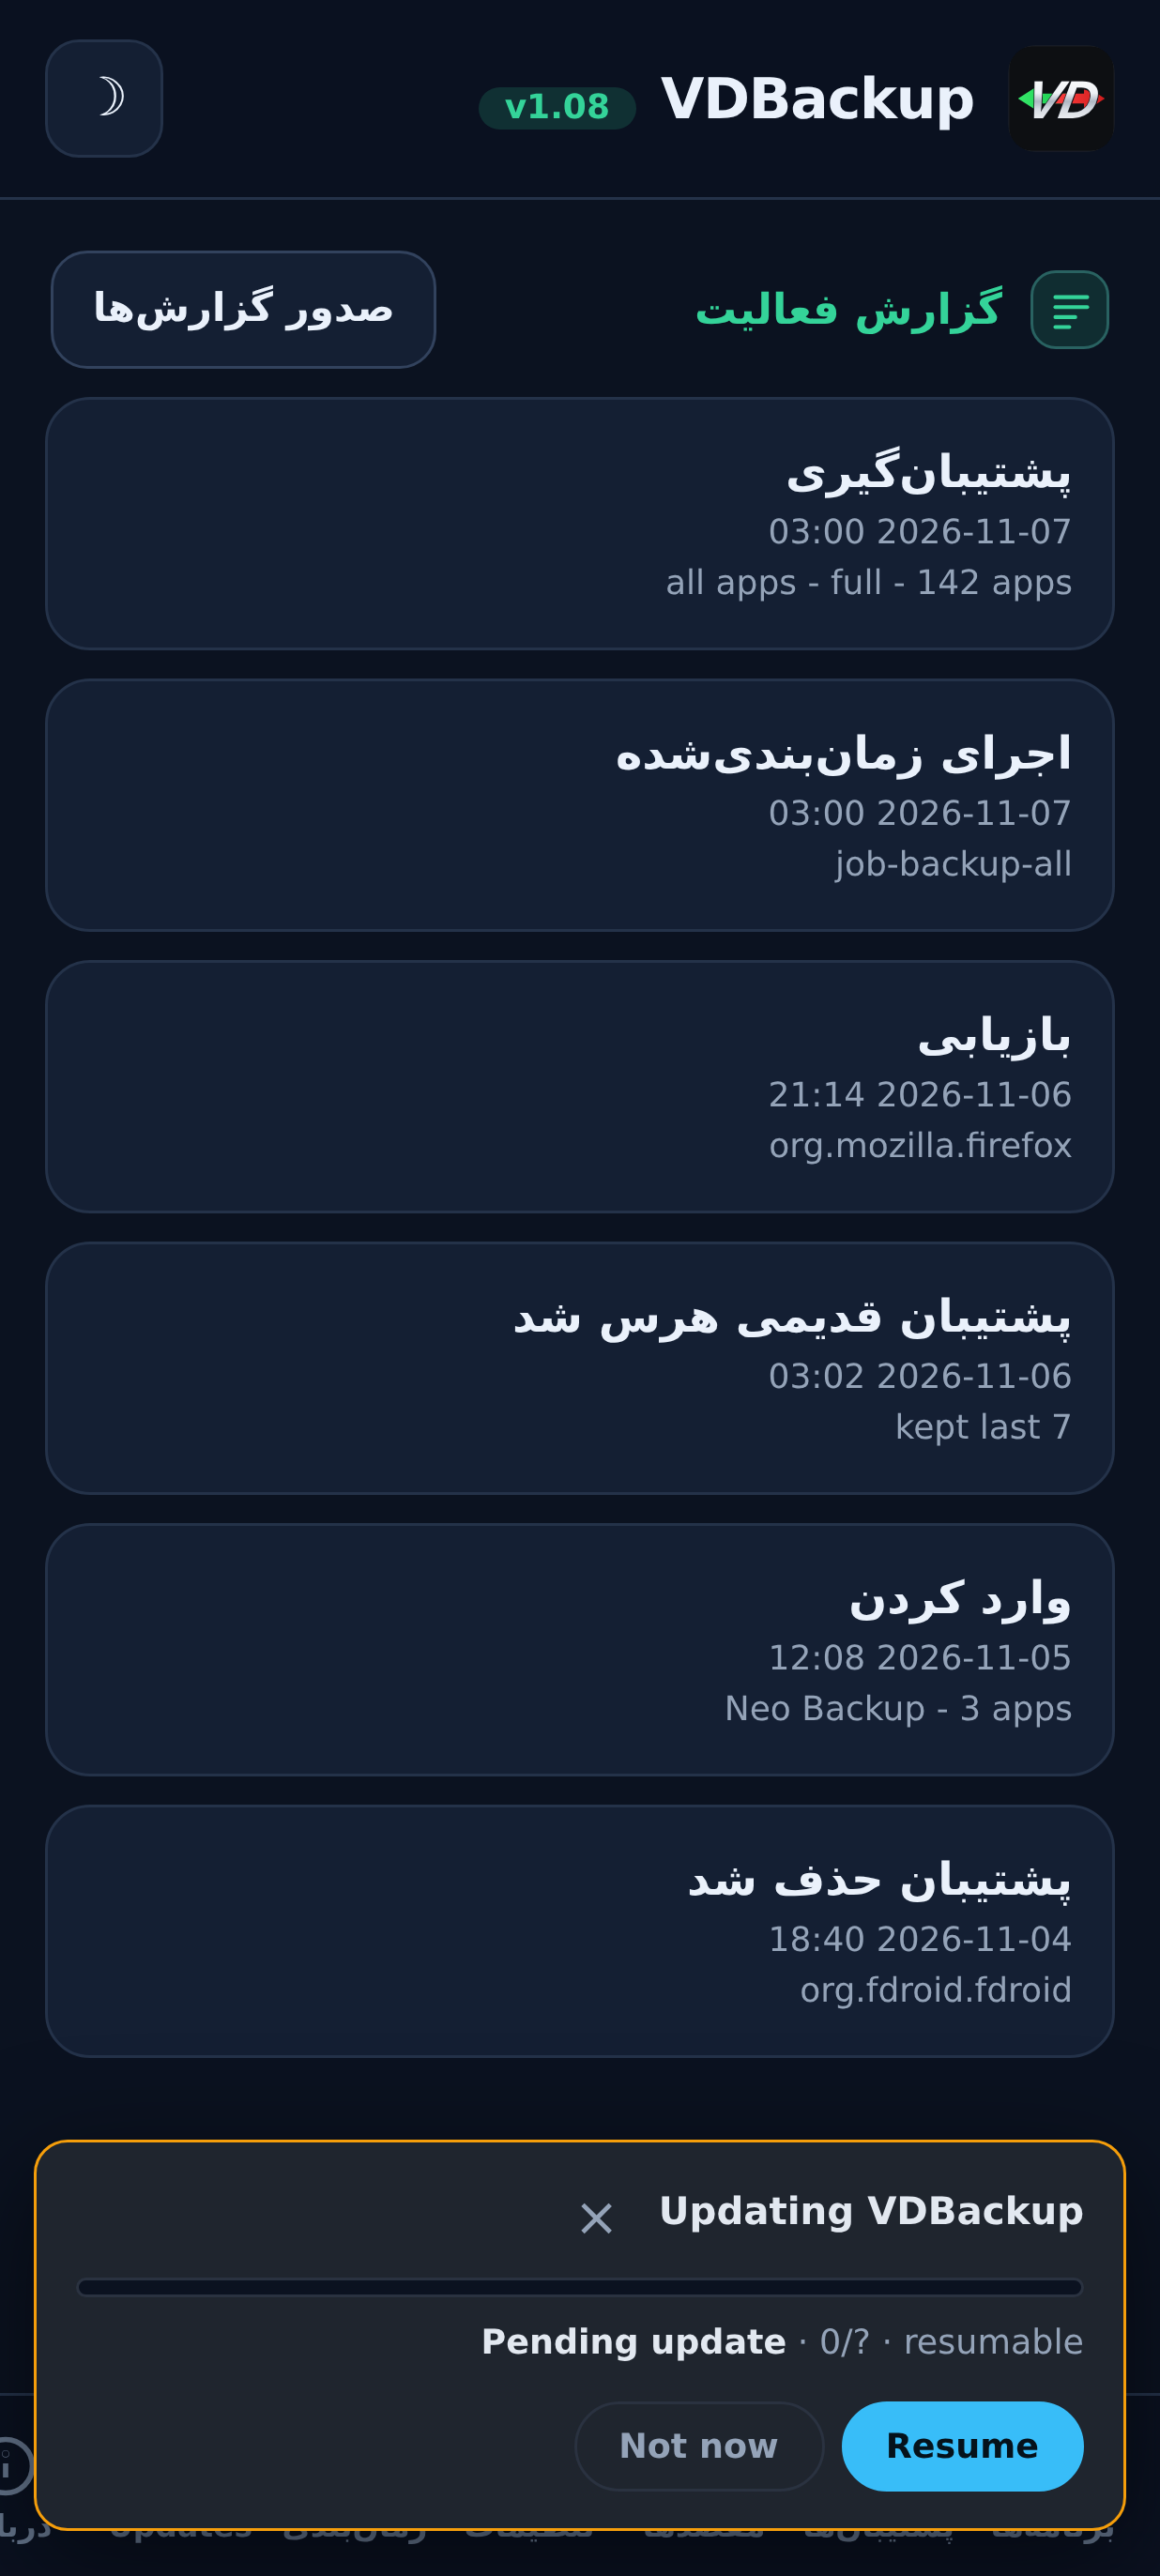 VD VDBackup v1.08
گزارش فعالیت
صدور گزارش‌ها
پشتیبان‌گیری
03:00 2026-11-07
all apps - full - 142 apps
اجرای زمان‌بندی‌شده
03:00 2026-11-07
job-backup-all
بازیابی
21:14 2026-11-06
org.mozilla.firefox
پشتیبان قدیمی هرس شد
03:02 2026-11-06
kept last 7
وارد کردن
12:08 2026-11-05
Neo Backup - 3 apps
پشتیبان حذف شد
18:40 2026-11-04
org.fdroid.fdroid
Updating VDBackup
Pending update · 0/? · resumable
Resume
Not now